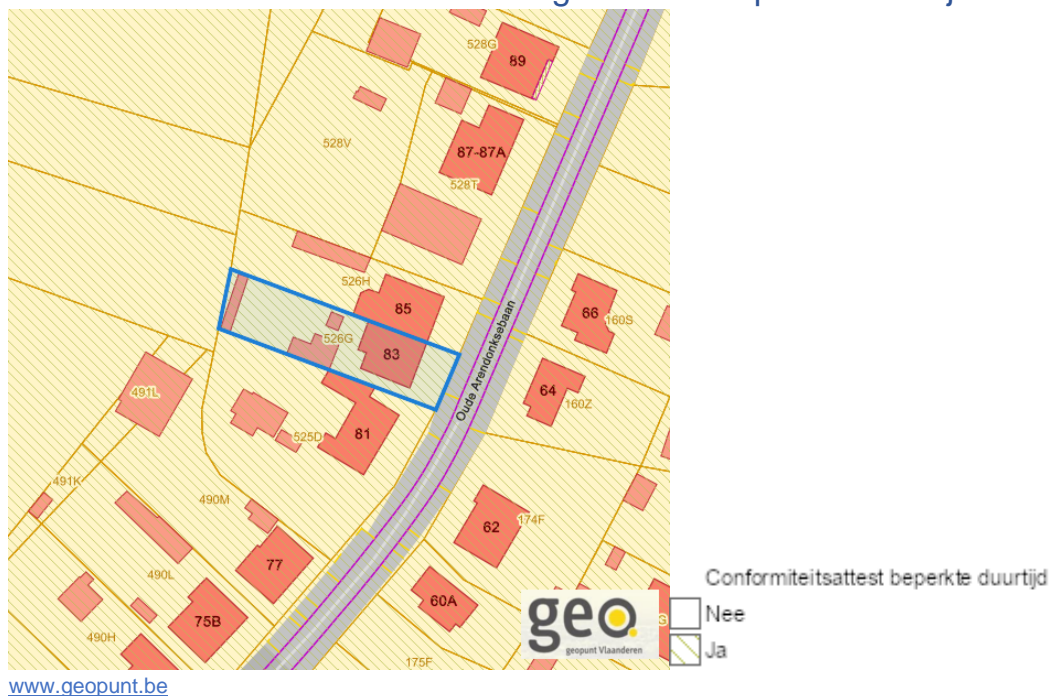 528G
89
528V
87-87A
528T
526H
85
66
160S
526G
83
Oude Arendonksebaan
64
160Z
491L
81
525D
491K
490M
62
174F
77
490L
60A
75B
490H
175F
geo.
geopunt Vlaanderen
Conformiteitsattest beperkte duurtijd
Nee
Ja
www.geopunt.be